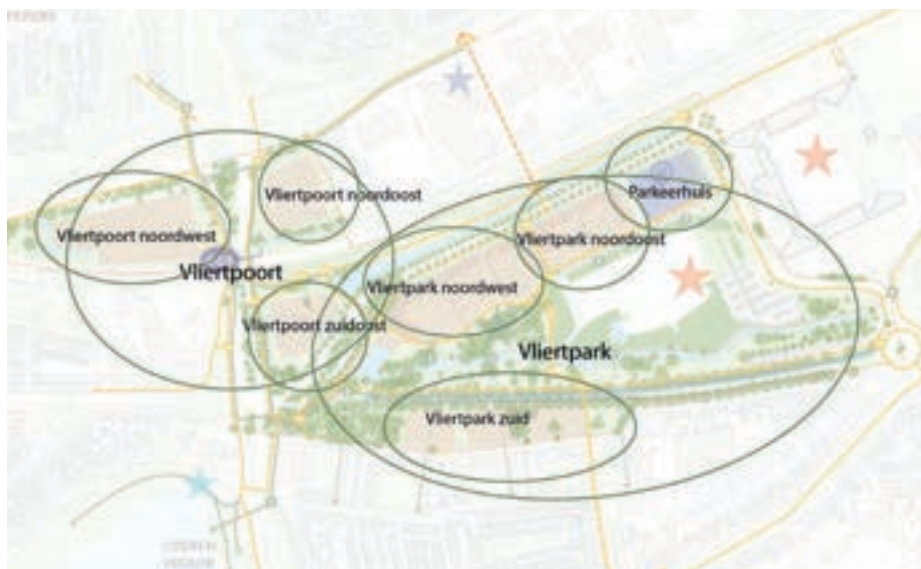 Vliertpoort noordoost
Parkeerhuis
Vliertpoort noordwest
Vliertpark noordoost
Vliertpoort
Vliertpark noordwest
Vliertpoort zuidoost
Vliertpark
Vliertpark zuid